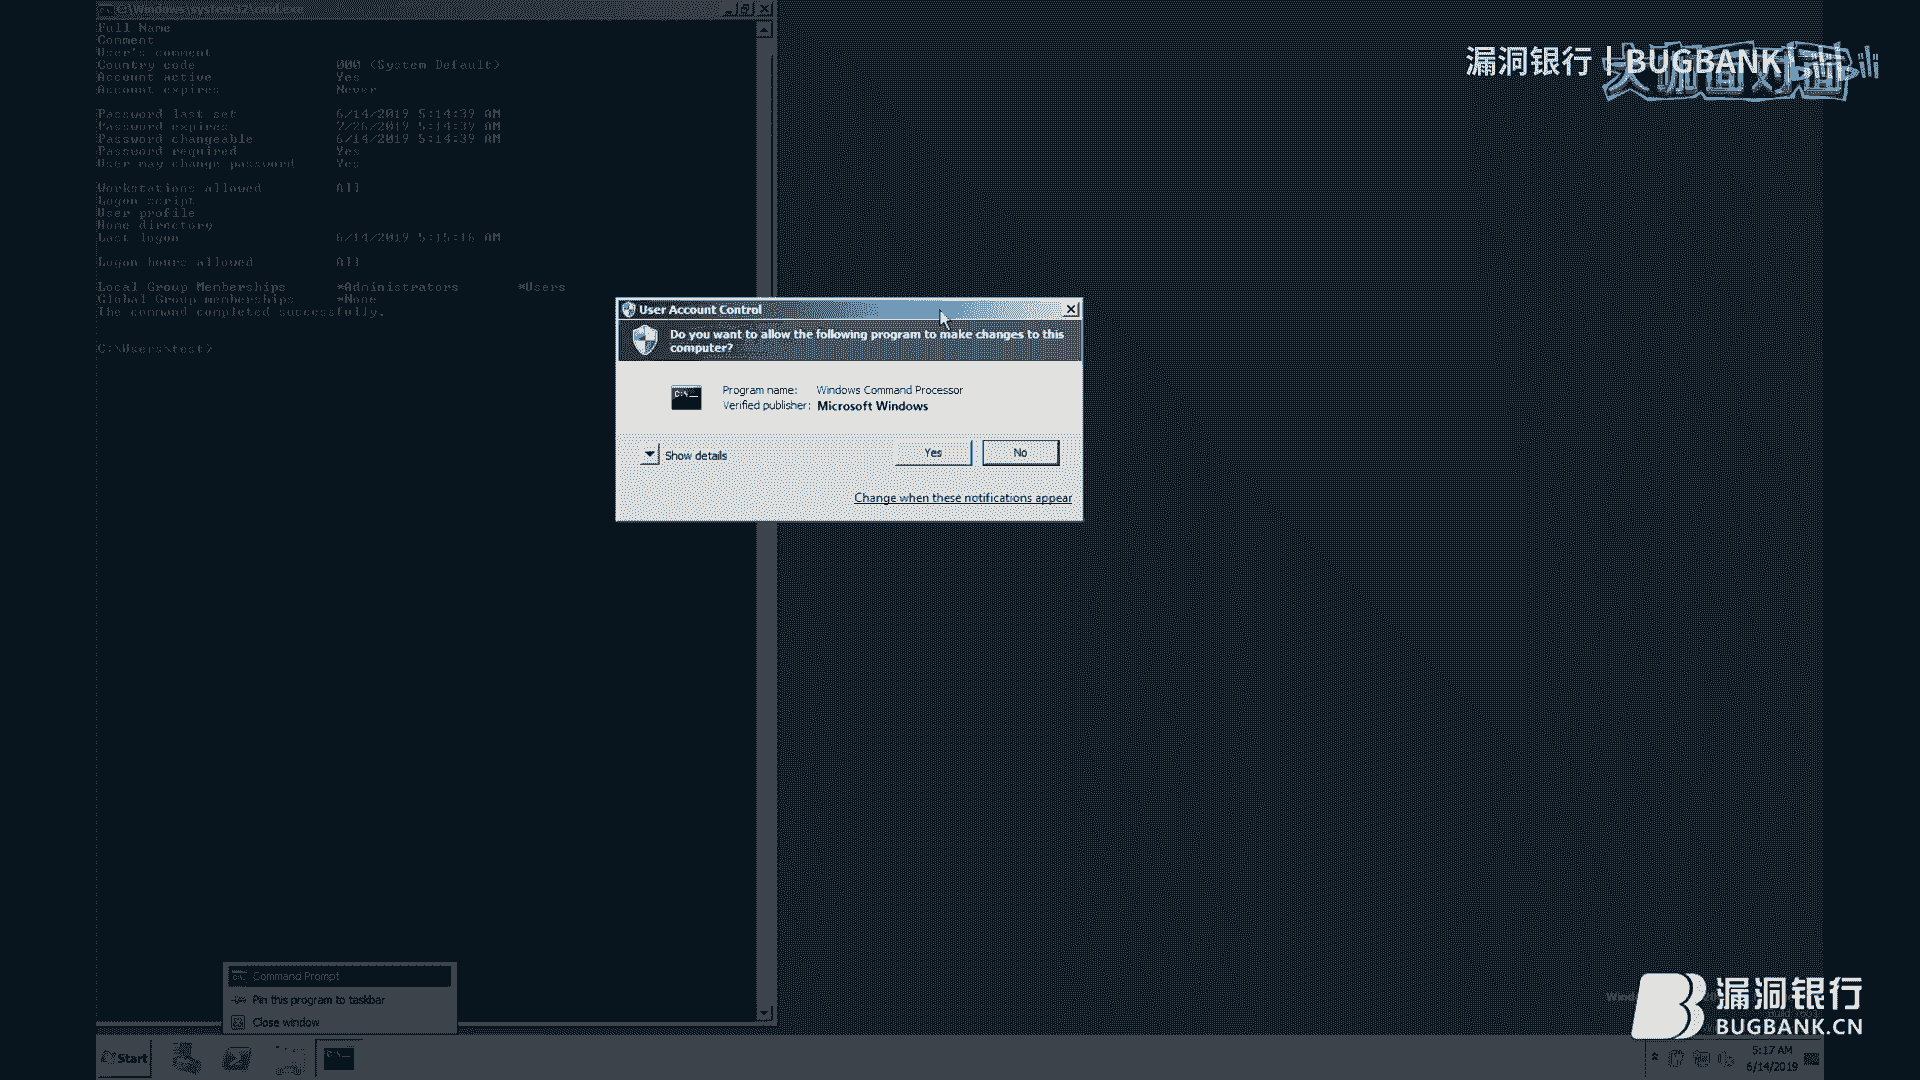 C:\Windows\system32\cmd.exe
Full Name
Comment
User's comment
Country code 000 (System Default)
Account active Yes
Account expires Never
Password last set 6/14/2019 5:14:39 AM
Password expires 7/26/2019 5:14:39 AM
Password changeable 6/14/2019 5:14:39 AM
Password required Yes
User may change password Yes
Workstations allowed All
Logon script
User profile
Home directory
Last logon 6/14/2019 5:15:16 AM
Logon hours allowed All
Local Group Memberships *Administrators *Users
Global Group memberships *None
The command completed successfully.
C:\Users\test>
漏洞银行 | BUGBANK
大咖面对面
User Account Control
Do you want to allow the following program to make changes to this
computer?
Program name: Windows Command Processor
Verified publisher: Microsoft Windows
Show details
Yes
No
Change when these notifications appear
Command Prompt
Pin this program to taskbar
Close window
漏洞银行
BUGBANK.CN
Start
5:17 AM
6/14/2019